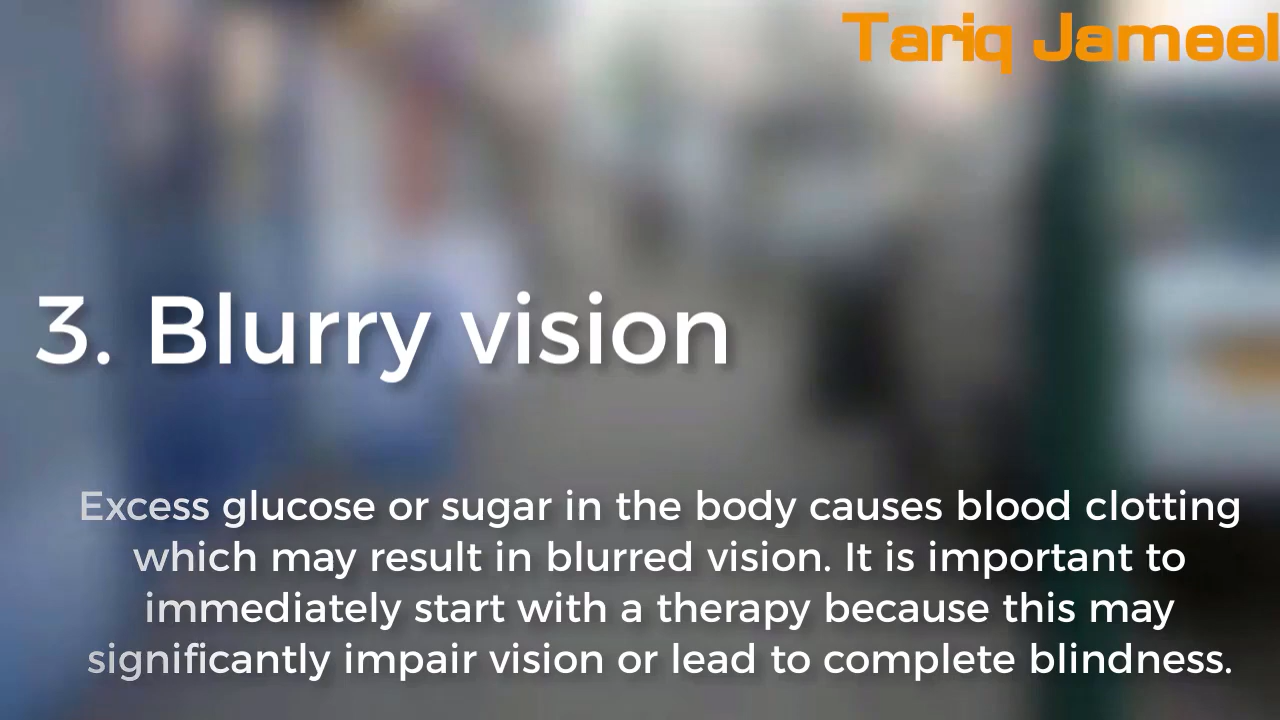 Tariq Jameel
3. Blurry vision
Excess glucose or sugar in the body causes blood clotting
which may result in blurred vision. It is important to
immediately start with a therapy because this may
significantly impair vision or lead to complete blindness.